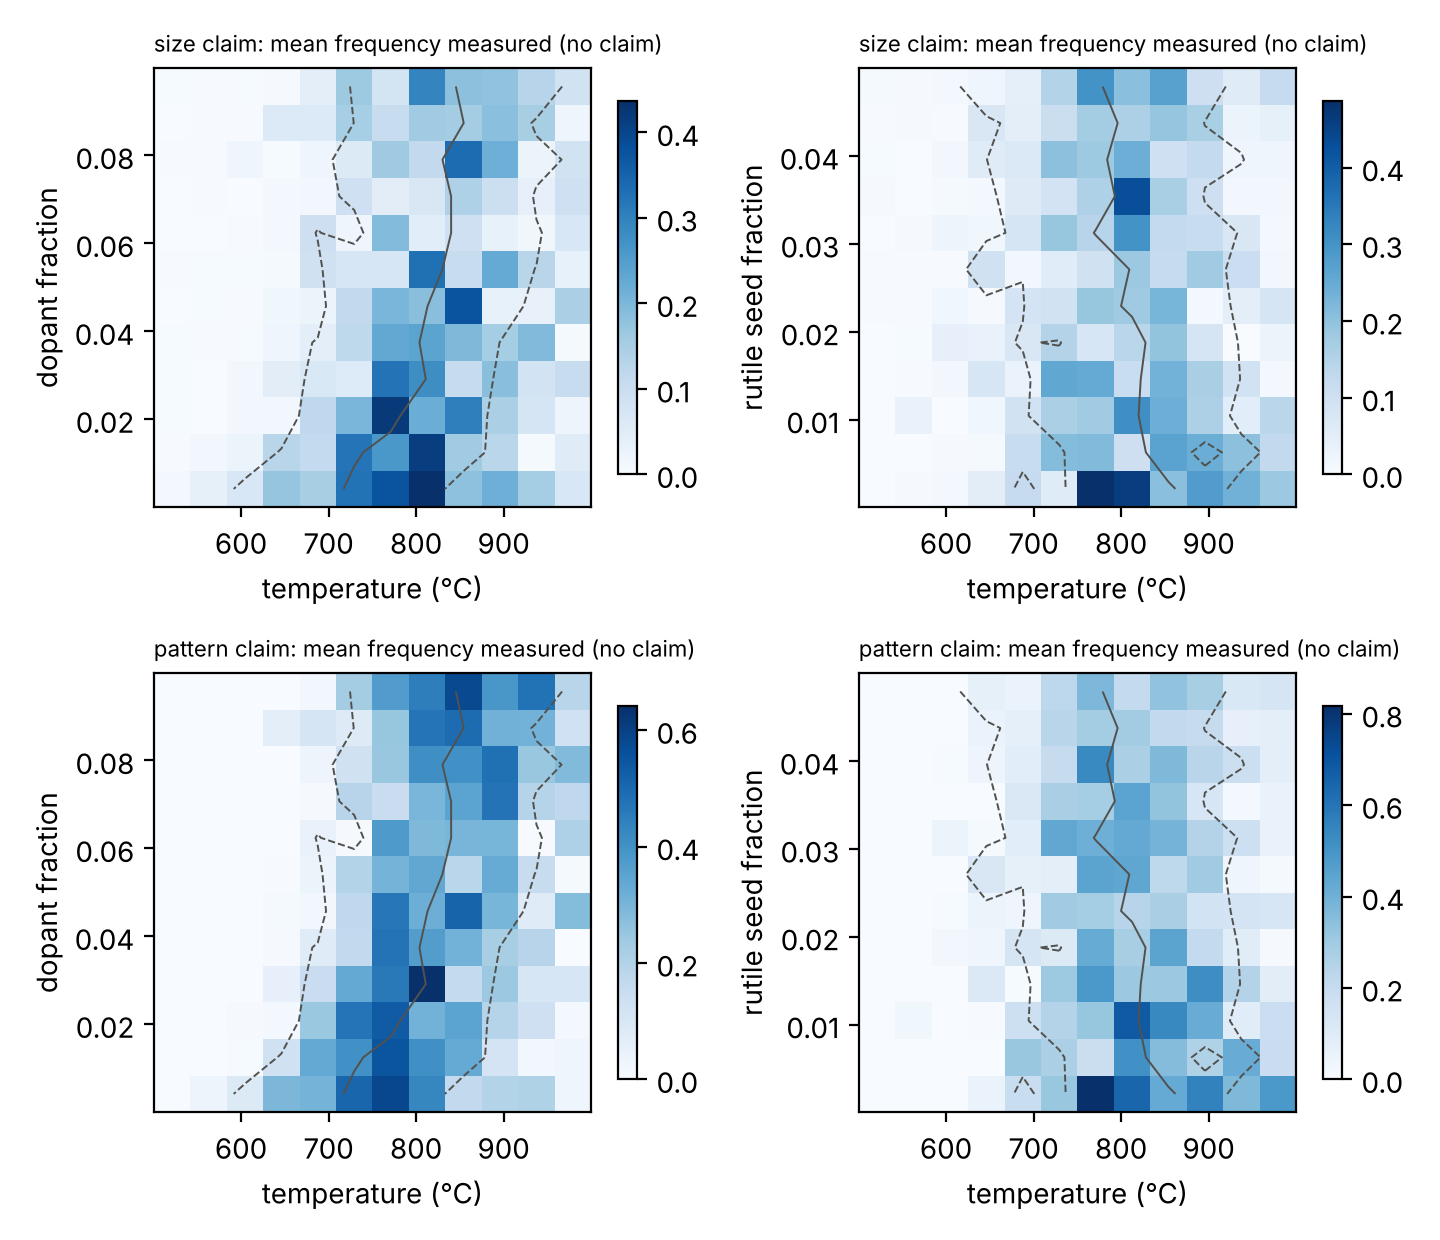 size claim: mean frequency measured (no claim)
size claim: mean frequency measured (no claim)
0.08
0.06
0.04
0.02
dopant fraction
600 700 800 900
temperature (°C)
0.4
0.3
0.2
0.1
0.0
0.04
0.03
0.02
0.01
rutile seed fraction
600 700 800 900
temperature (°C)
0.4
0.3
0.2
0.1
0.0
pattern claim: mean frequency measured (no claim)
pattern claim: mean frequency measured (no claim)
0.08
0.06
0.04
0.02
dopant fraction
600 700 800 900
temperature (°C)
0.6
0.4
0.2
0.0
0.04
0.03
0.02
0.01
rutile seed fraction
600 700 800 900
temperature (°C)
0.8
0.6
0.4
0.2
0.0